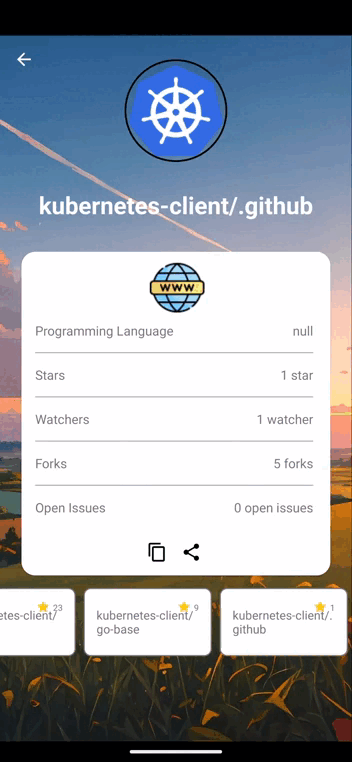 kubernetes-client/.github
WWW
Programming Language null
Stars 1 star
Watchers 1 watcher
Forks 5 forks
Open Issues 0 open issues
23
etes-client/
9
kubernetes-client/
go-base
1
kubernetes-client/.
github